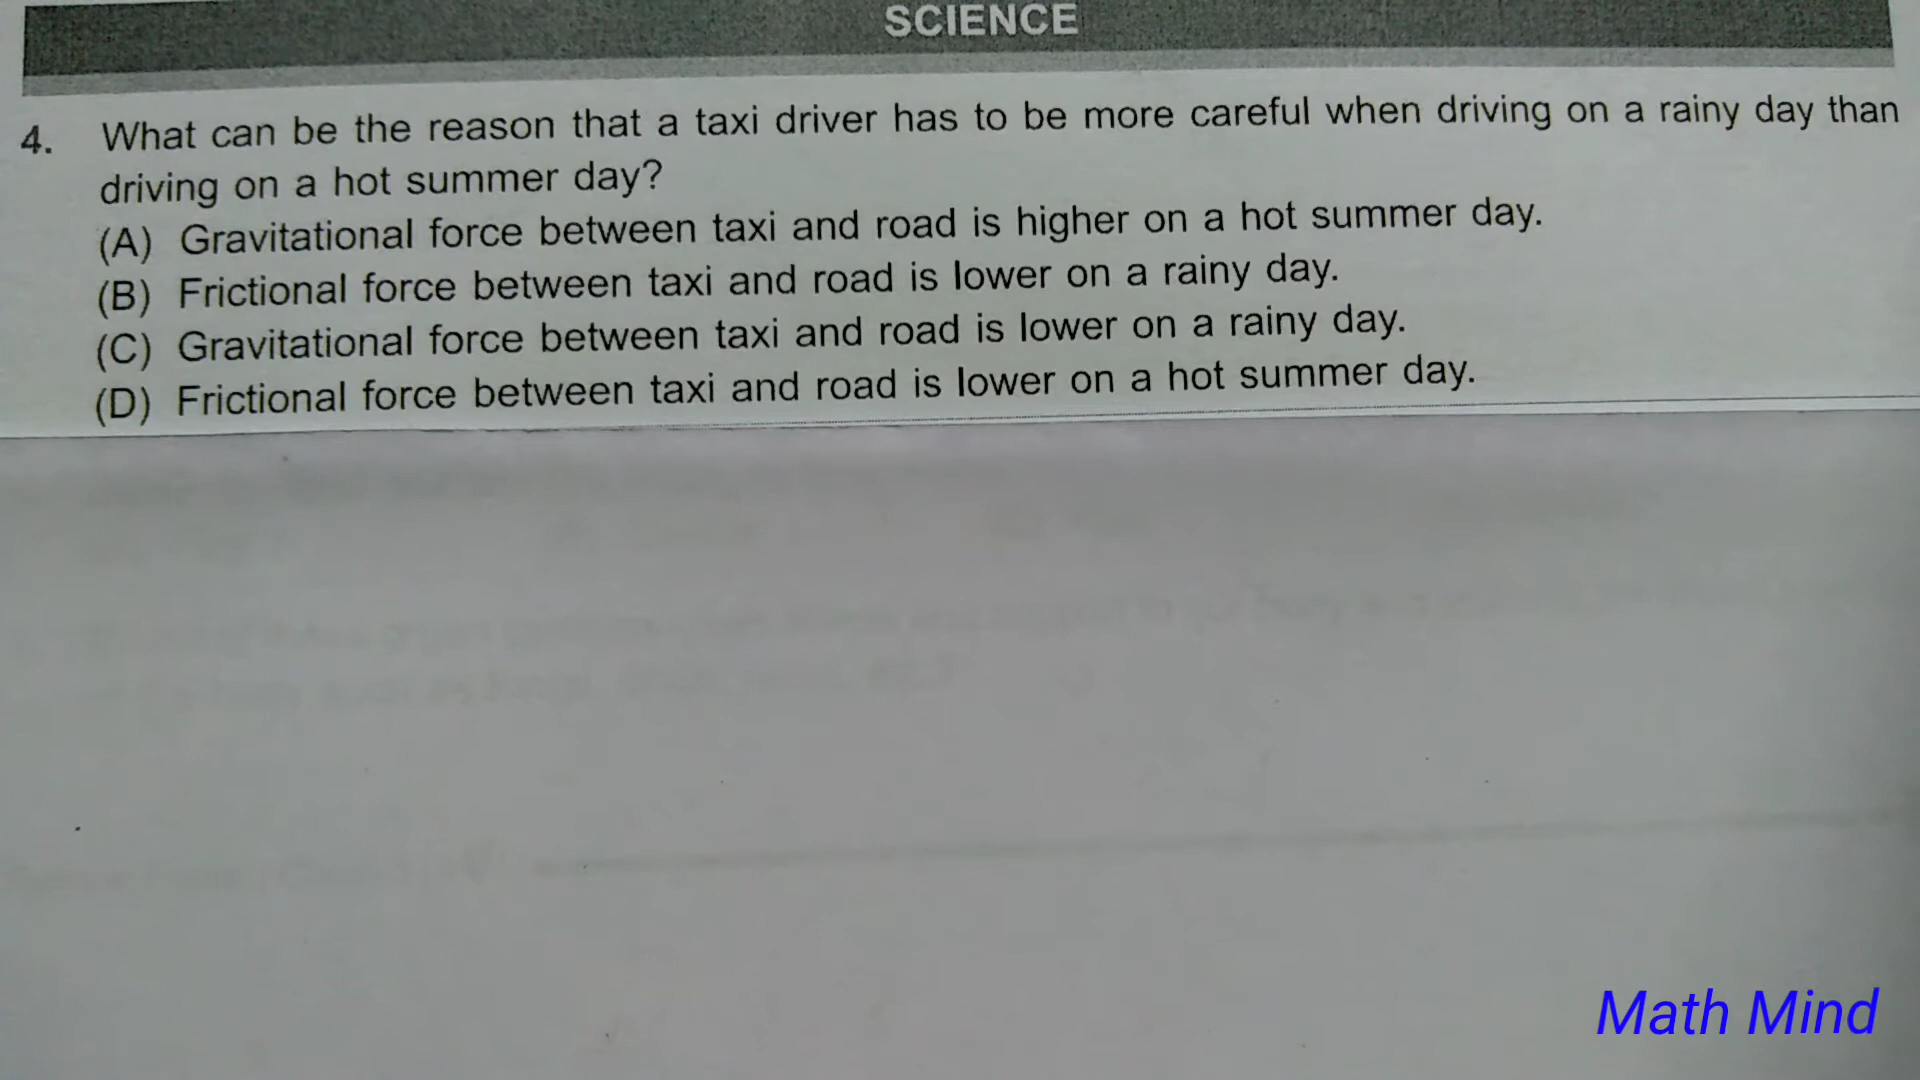 SCIENCE
4. What can be the reason that a taxi driver has to be more careful when driving on a rainy day than
driving on a hot summer day?
(A) Gravitational force between taxi and road is higher on a hot summer day.
(B) Frictional force between taxi and road is lower on a rainy day.
(C) Gravitational force between taxi and road is lower on a rainy day.
(D) Frictional force between taxi and road is lower on a hot summer day.
Math Mind